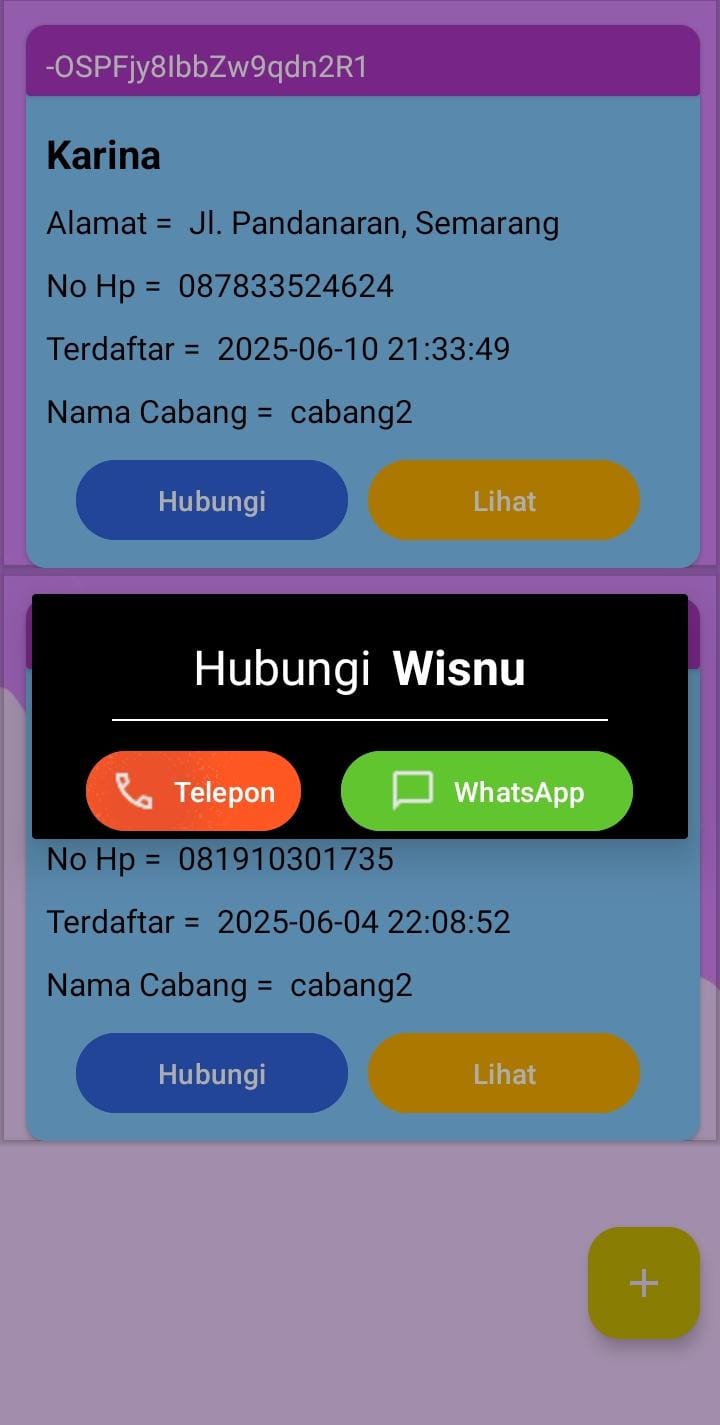 -OSPFjy8IbbZw9qdn2R1
Karina
Alamat = Jl. Pandanaran, Semarang
No Hp = 087833524624
Terdaftar = 2025-06-10 21:33:49
Nama Cabang = cabang2
Hubungi Lihat
Hubungi Wisnu
Telepon WhatsApp
No Hp = 081910301735
Terdaftar = 2025-06-04 22:08:52
Nama Cabang = cabang2
Hubungi Lihat
+